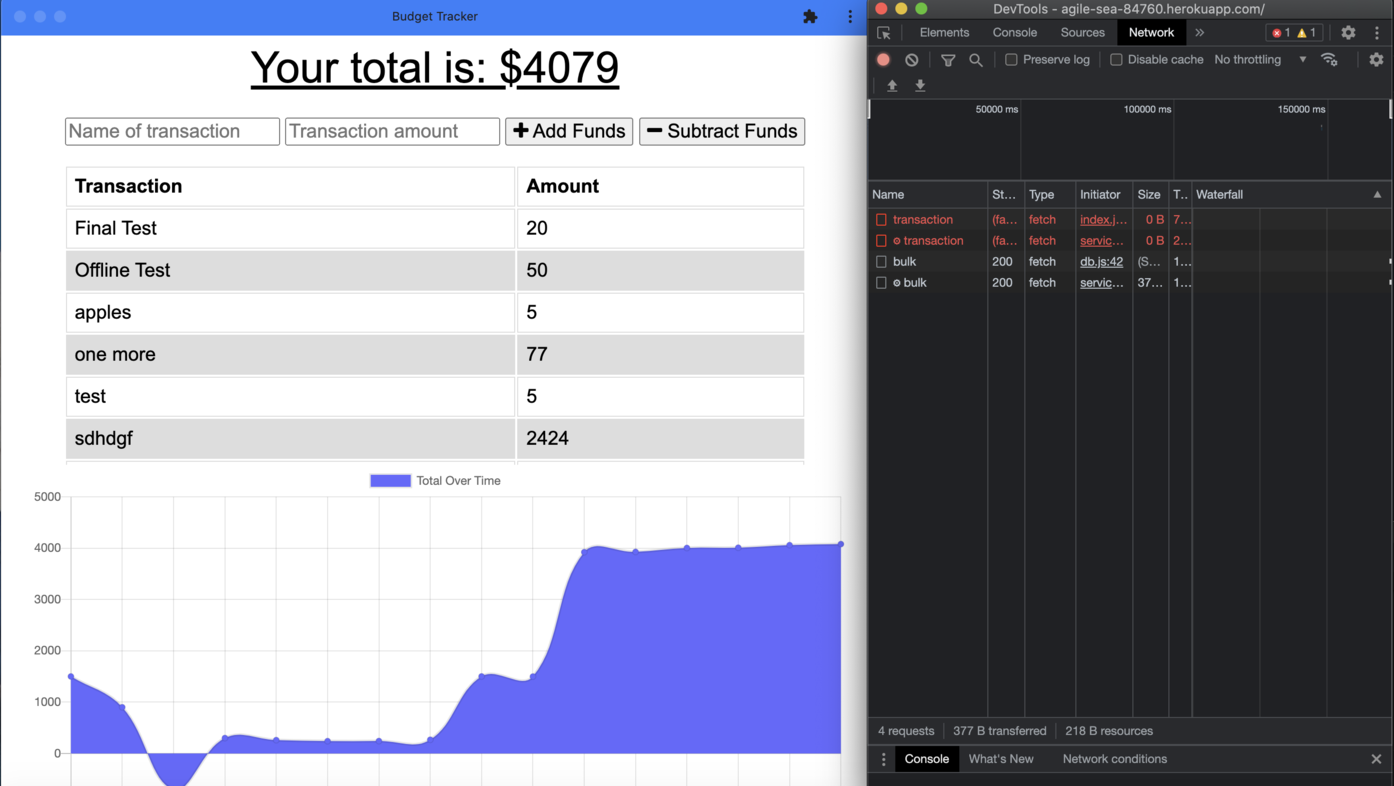 Budget Tracker
Your total is: $4079
Name of transaction Transaction amount Add Funds Subtract Funds
Transaction Amount
Final Test 20
Offline Test 50
apples 5
one more 77
test 5
sdhdgf 2424
Total Over Time
5000
4000
3000
2000
1000
0
DevTools - agile-sea-84760.herokuapp.com/
Elements Console Sources Network » 1 1
Preserve log Disable cache No throttling
50000 ms 100000 ms 150000 ms
Name St... Type Initiator Size T.. Waterfall
transaction (fa... fetch index.j... 0 B 7...
transaction (fa... fetch servic... 0 B 2...
bulk 200 fetch db.js:42 (S... 1...
bulk 200 fetch servic... 37... 1...
4 requests 377 B transferred 218 B resources
Console What's New Network conditions